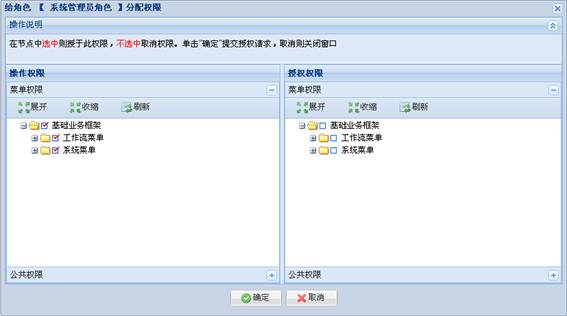 给角色 【 系统管理员角色 】分配权限
操作说明
在节点中选中则授于此权限，不选中取消权限。单击"确定"提交授权请求，取消则关闭窗口
操作权限
菜单权限
展开 收缩 刷新
基础业务框架
工作流菜单
系统菜单
公共权限
授权权限
菜单权限
展开 收缩 刷新
基础业务框架
工作流菜单
系统菜单
公共权限
确定 取消